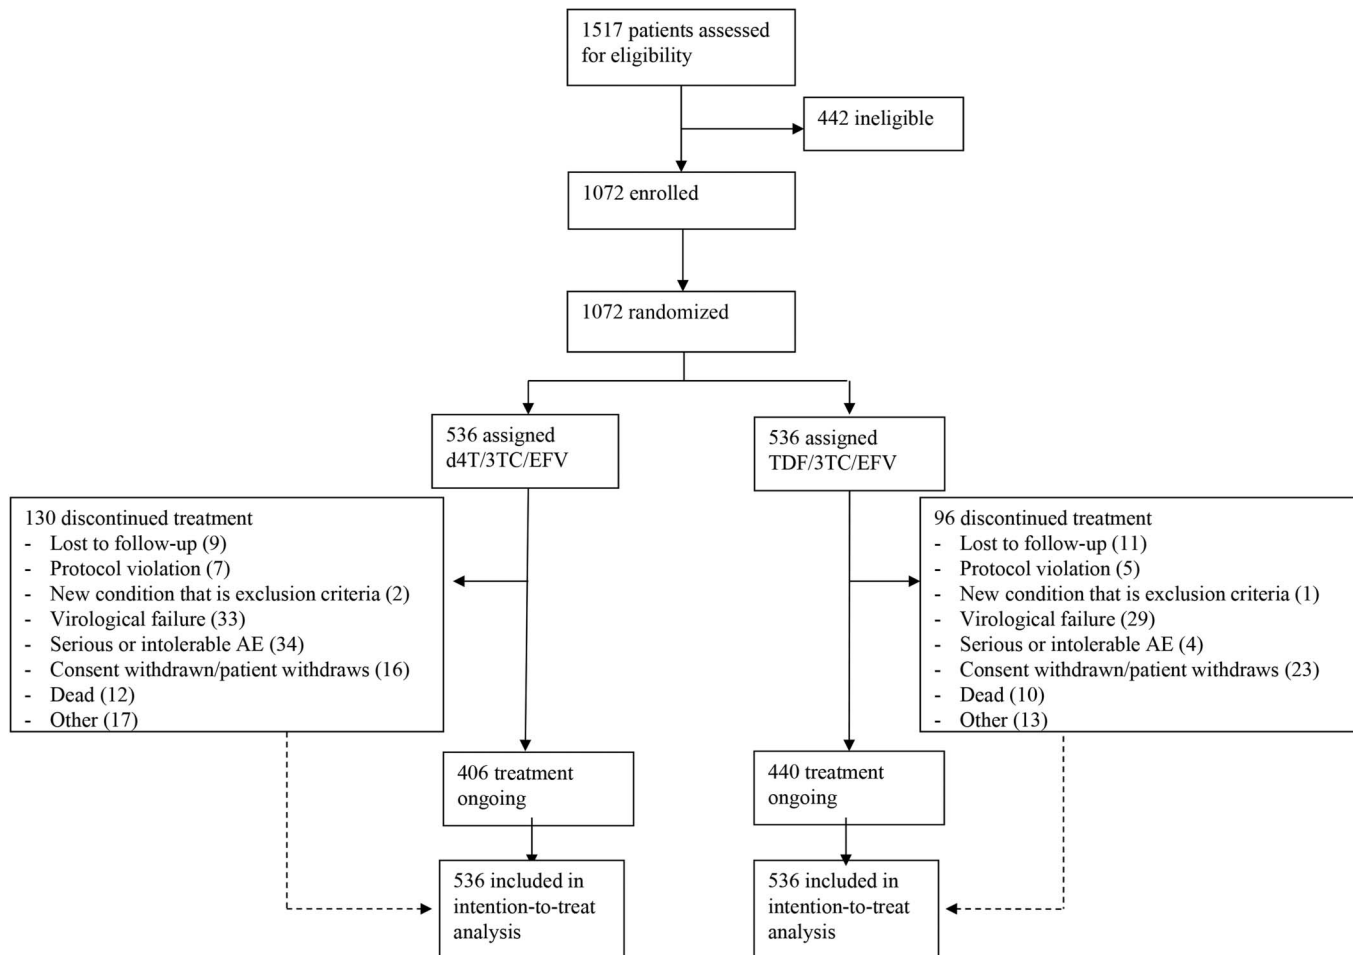 1517 patients assessed
for eligibility
442 ineligible
1072 enrolled
1072 randomized
536 assigned
d4T/3TC/EFV
536 assigned
TDF/3TC/EFV
130 discontinued treatment
- Lost to follow-up (9)
- Protocol violation (7)
- New condition that is exclusion criteria (2)
- Virological failure (33)
- Serious or intolerable AE (34)
- Consent withdrawn/patient withdraws (16)
- Dead (12)
- Other (17)
96 discontinued treatment
- Lost to follow-up (11)
- Protocol violation (5)
- New condition that is exclusion criteria (1)
- Virological failure (29)
- Serious or intolerable AE (4)
- Consent withdrawn/patient withdraws (23)
- Dead (10)
- Other (13)
406 treatment
ongoing
440 treatment
ongoing
536 included in
intention-to-treat
analysis
536 included in
intention-to-treat
analysis